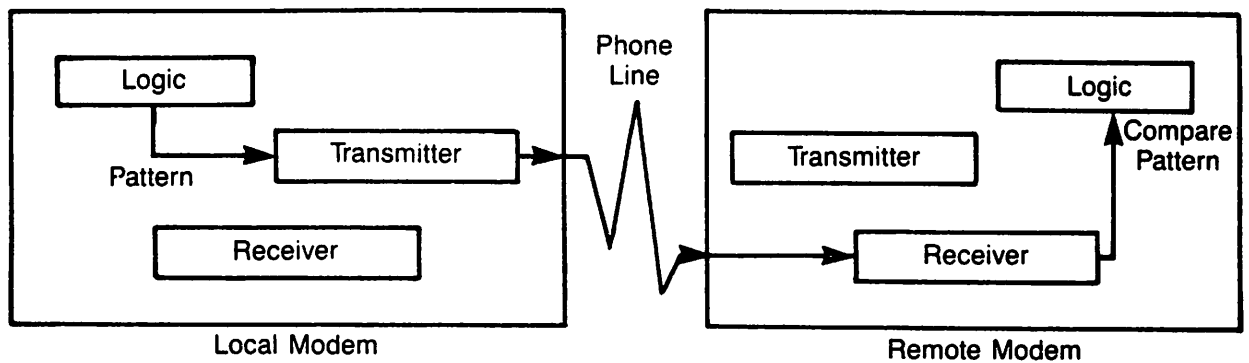 Logic
Transmitter
Pattern
Receiver
Local Modem
Phone
Line
Logic
Compare
Pattern
Transmitter
Receiver
Remote Modem